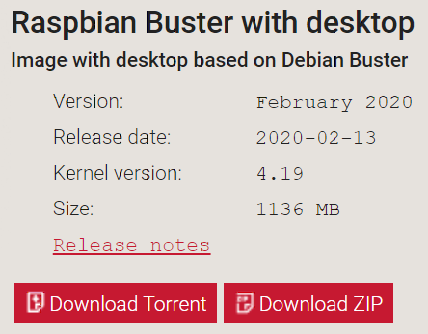 Raspbian Buster with desktop
Image with desktop based on Debian Buster
Version: February 2020
Release date: 2020-02-13
Kernel version: 4.19
Size: 1136 MB
Release notes
Download Torrent Download ZIP